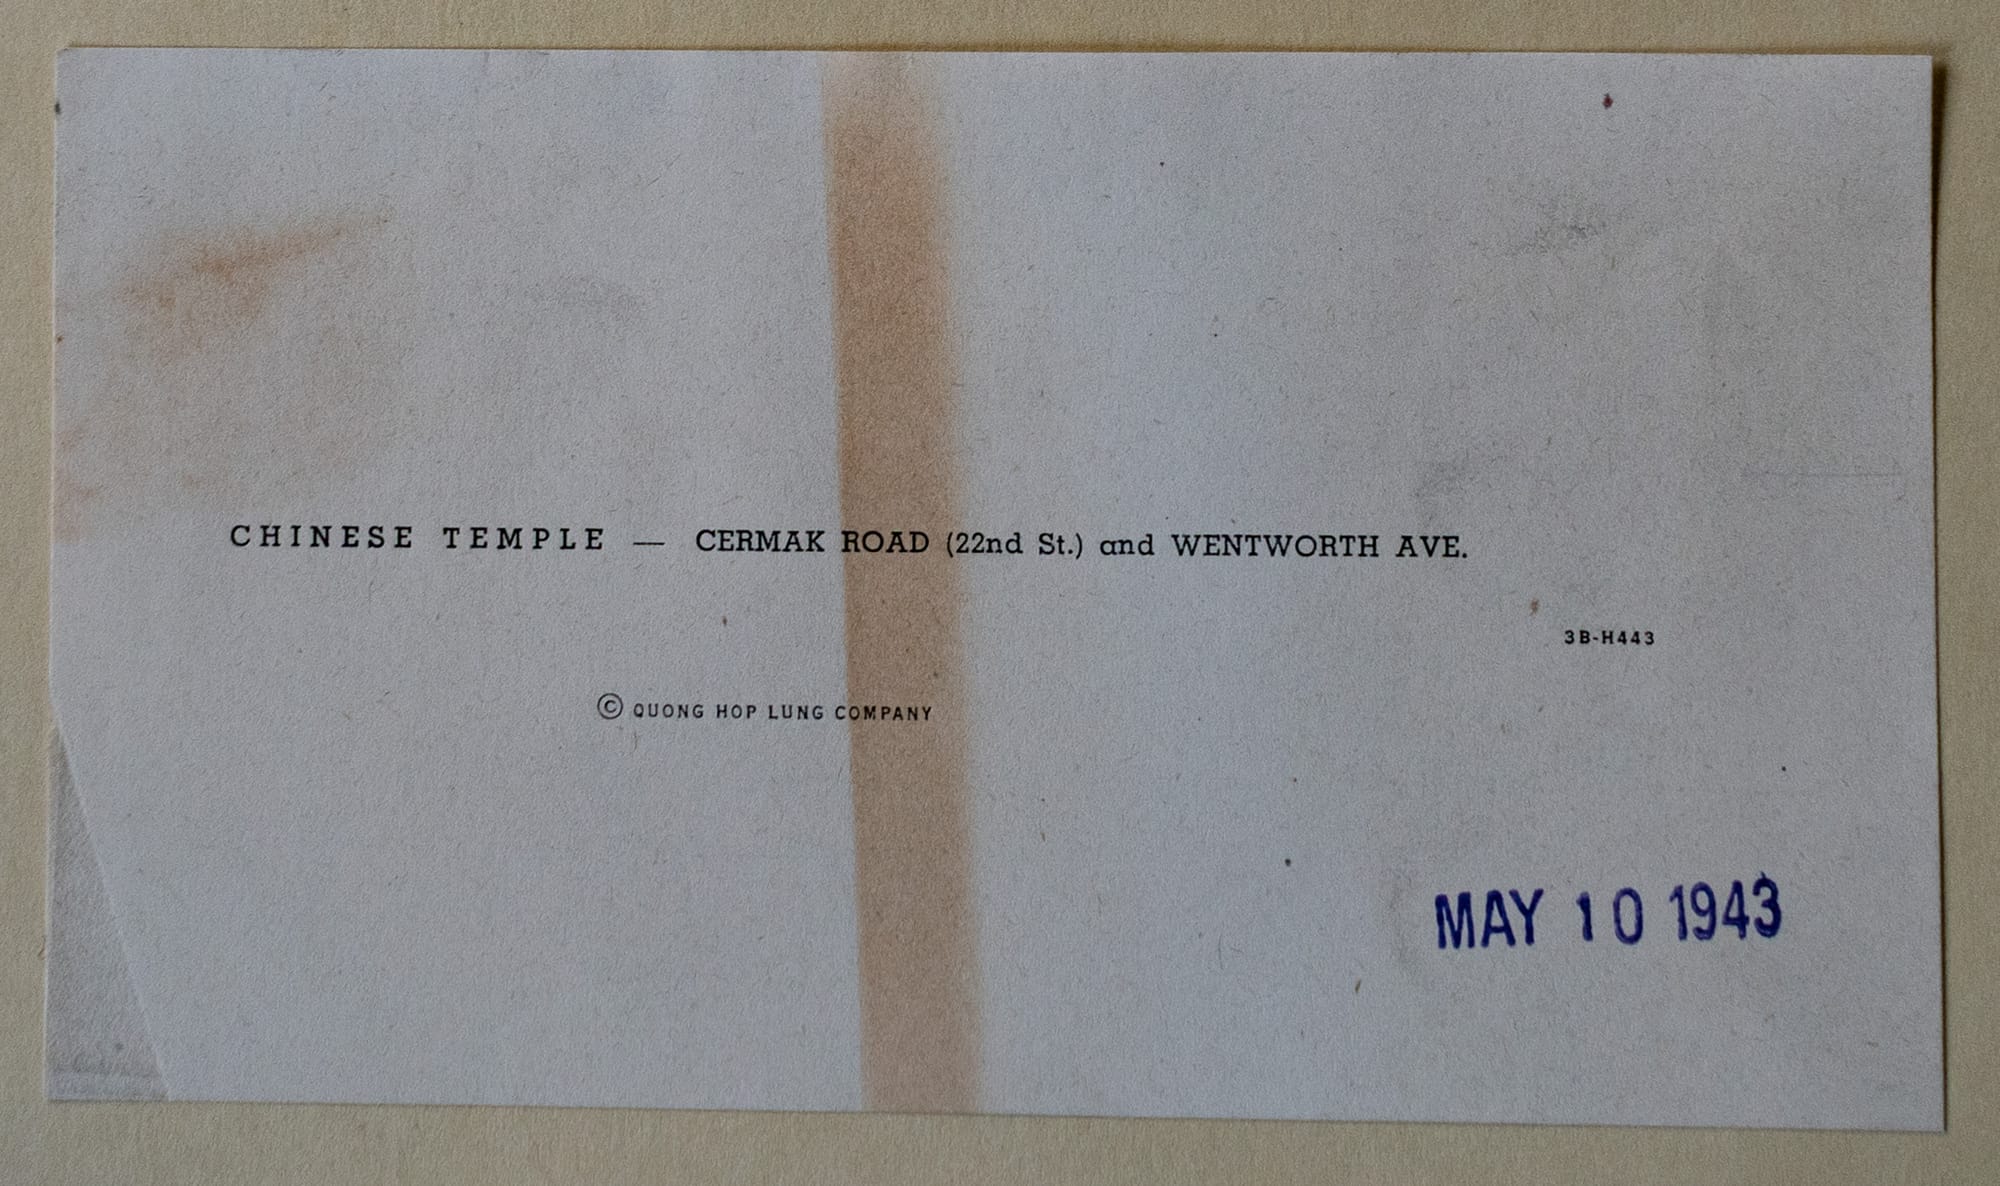 CHINESE TEMPLE — CERMAK ROAD (22nd St.) and WENTWORTH AVE.
3B-H443
© QUONG HOP LUNG COMPANY
MAY 10 1943